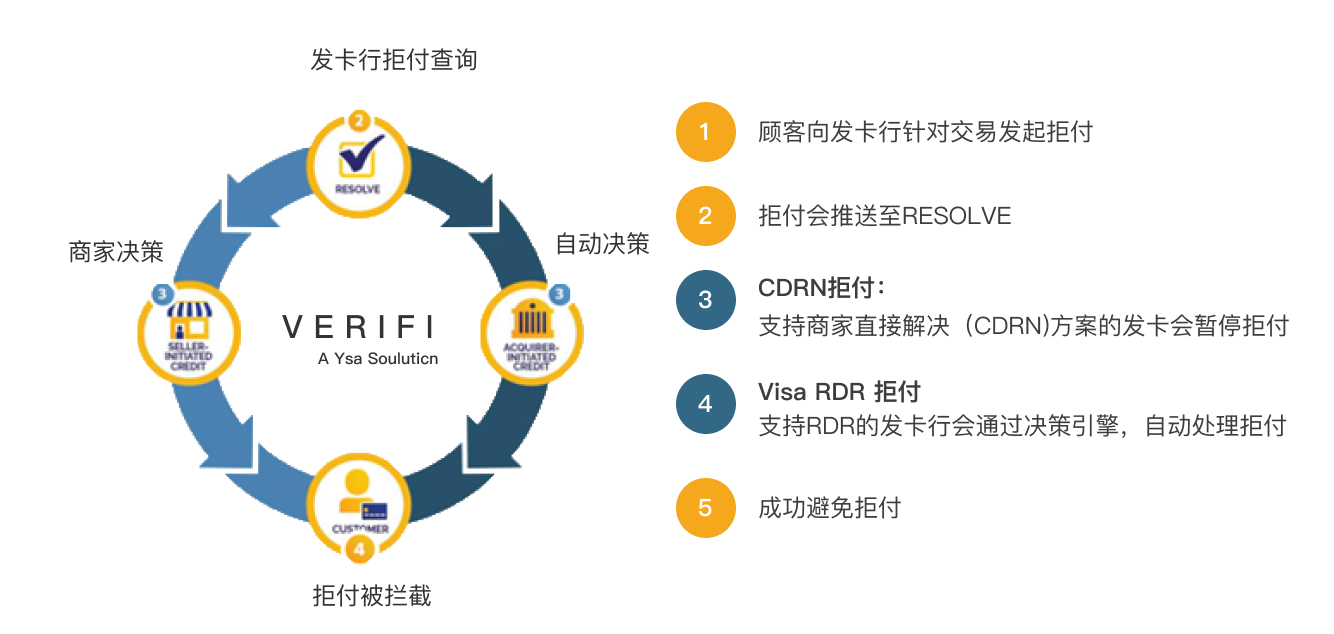 发卡行拒付查询
2
RESOLVE
商家决策
自动决策
3
SELLER-
INITIATED
CREDIT
VERIFI
A Ysa Souluticn
3
ACQUIRER-
INITIATED
CREDIT
CUSTOMER
4
拒付被拦截
1
顾客向发卡行针对交易发起拒付
2
拒付会推送至RESOLVE
3
CDRN拒付：
支持商家直接解决（CDRN)方案的发卡会暂停拒付
4
Visa RDR 拒付
支持RDR的发卡行会通过决策引擎，自动处理拒付
5
成功避免拒付